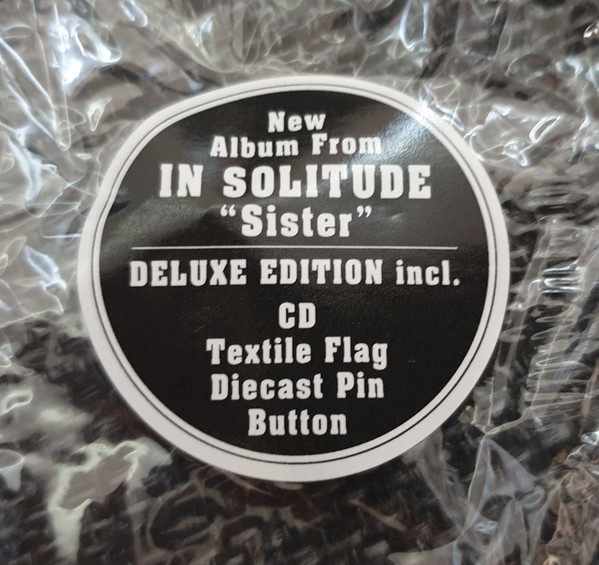 New
Album From
IN SOLITUDE
“Sister”
DELUXE EDITION incl.
CD
Textile Flag
Diecast Pin
Button